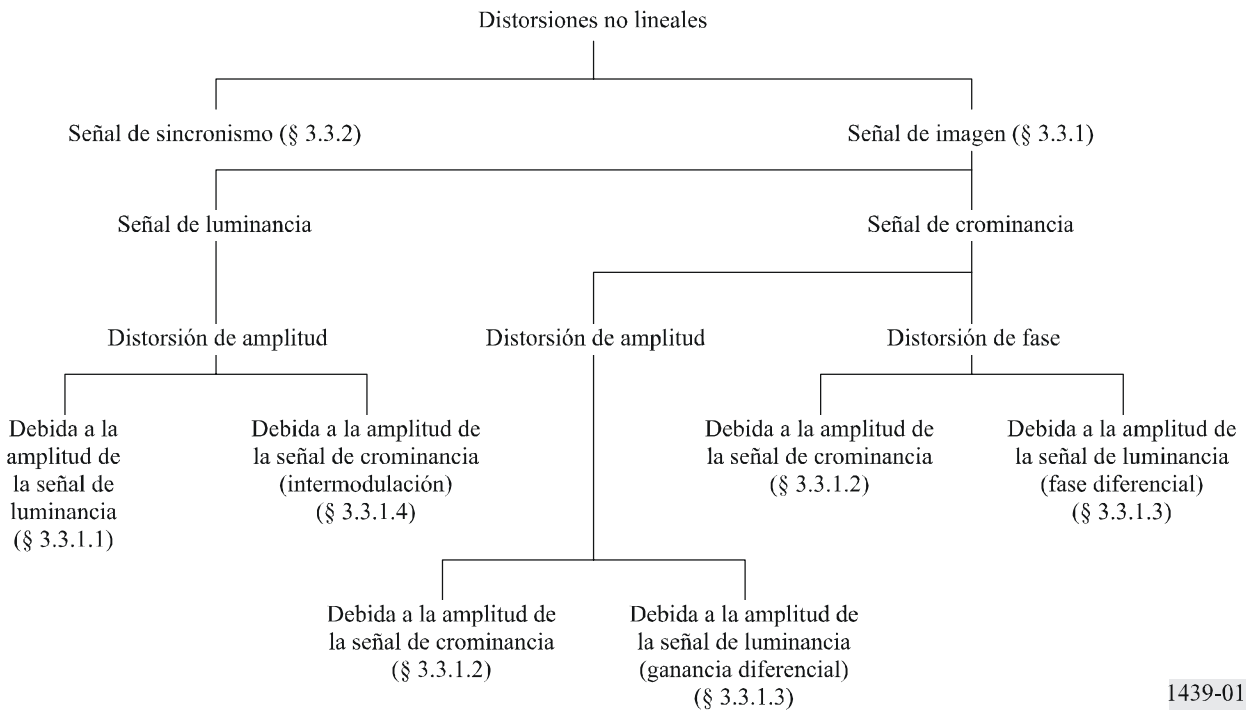 Distorsiones no lineales
Señal de sincronismo (§ 3.3.2)
Señal de imagen (§ 3.3.1)
Señal de luminancia
Señal de crominancia
Distorsión de amplitud
Distorsión de amplitud
Distorsión de fase
Debida a la
amplitud de
la señal de
luminancia
(§ 3.3.1.1)
Debida a la amplitud de
la señal de crominancia
(intermodulación)
(§ 3.3.1.4)
Debida a la amplitud de
la señal de crominancia
(§ 3.3.1.2)
Debida a la amplitud de
la señal de luminancia
(fase diferencial)
(§ 3.3.1.3)
Debida a la amplitud de
la señal de crominancia
(§ 3.3.1.2)
Debida a la amplitud de
la señal de luminancia
(ganancia diferencial)
(§ 3.3.1.3)
1439-01